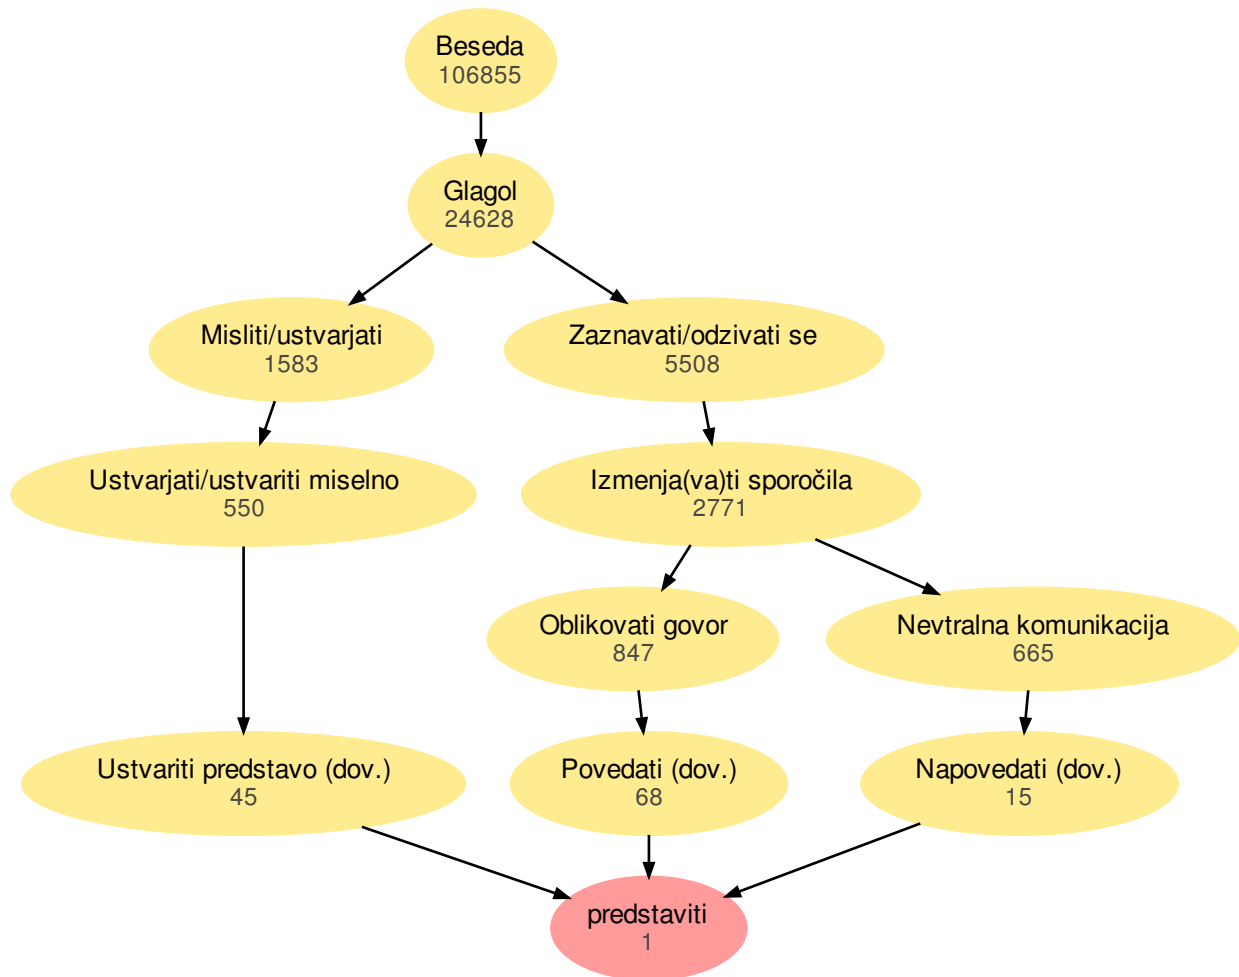 Beseda
106855
Glagol
24628
Misliti/ustvarjati
1583
Zaznavati/odzivati se
5508
Ustvarjati/ustvariti miselno
550
Izmenja(va)ti sporočila
2771
Oblikovati govor
847
Nevtralna komunikacija
665
Ustvariti predstavo (dov.)
45
Povedati (dov.)
68
Napovedati (dov.)
15
predstaviti
1